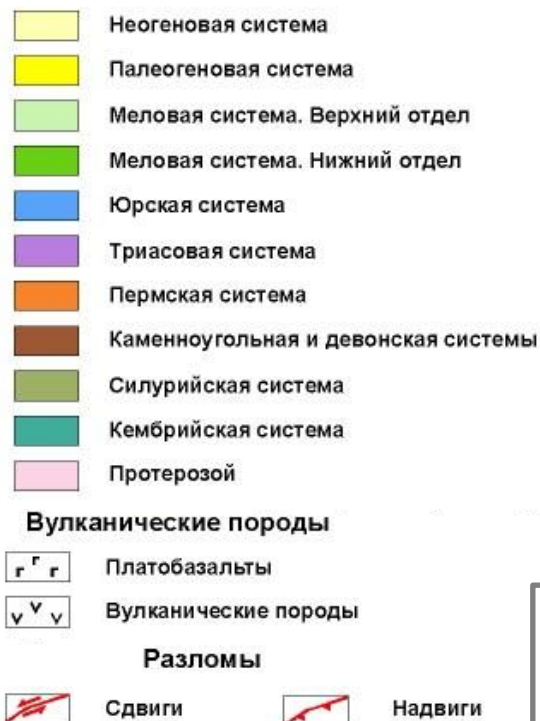 Неогеновая система
Палеогеновая система
Меловая система. Верхний отдел
Меловая система. Нижний отдел
Юрская система
Триасовая система
Пермская система
Каменноугольная и девонская системы
Силурийская система
Кембрийская система
Протерозой
Вулканические породы
г г г Платобазальты
v v v Вулканические породы
Разломы
Сдвиги Надвиги